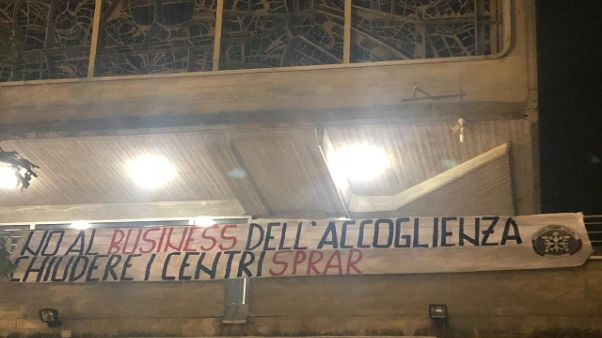 NO AL BUSINESS DELL'ACCOGLIENZA
CHIUDERE I CENTRI SPRAR